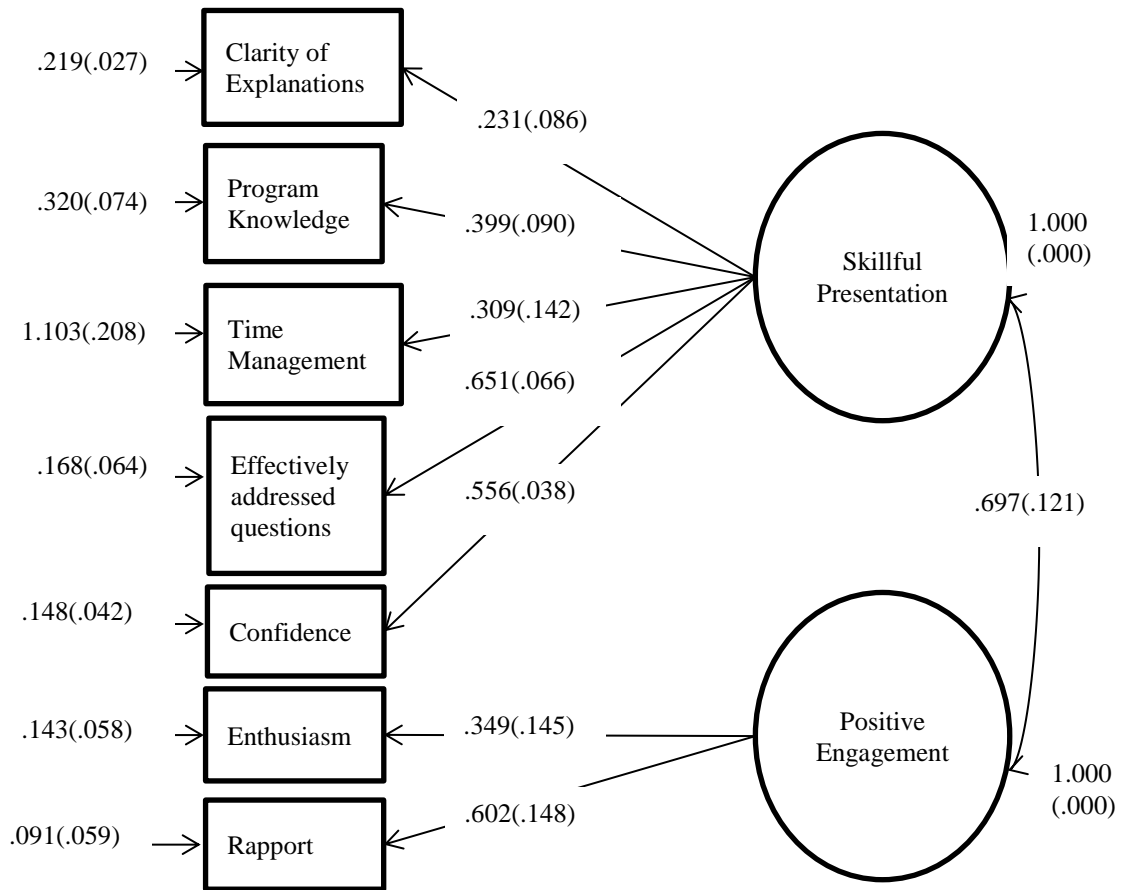 .219(.027)
Clarity of
Explanations
.231(.086)
.320(.074)
Program
Knowledge
.399(.090)
1.000
(.000)
Skillful
Presentation
1.103(.208)
Time
Management
.309(.142)
.651(.066)
.168(.064)
Effectively
addressed
questions
.556(.038)
.697(.121)
.148(.042)
Confidence
.143(.058)
Enthusiasm
.349(.145)
Positive
Engagement
1.000
(.000)
.091(.059)
Rapport
.602(.148)